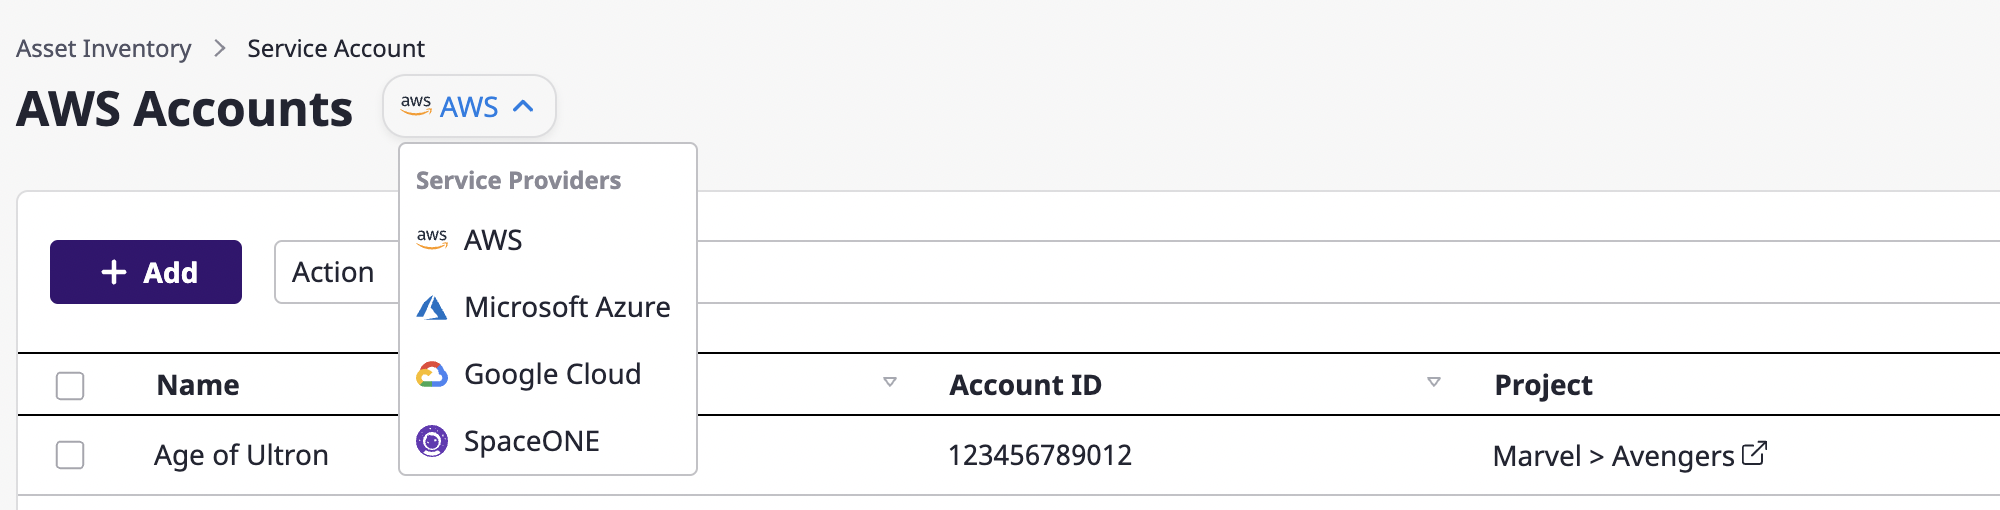 Asset Inventory > Service Account
AWS Accounts aws AWS
Service Providers
aws AWS
+ Add Action
Microsoft Azure
Google Cloud
Name Account ID Project
SpaceONE
Age of Ultron 123456789012 Marvel > Avengers